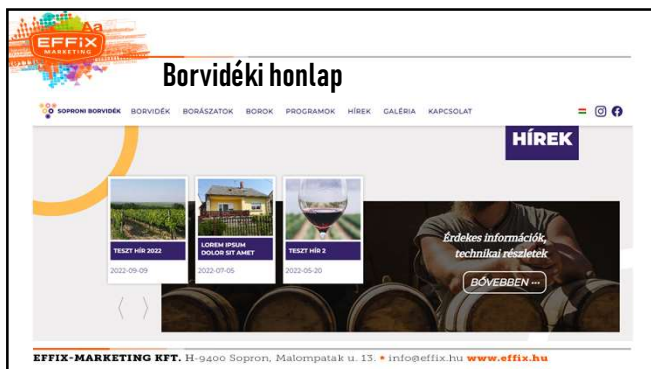 Aa
EFFIX
MARKETING
Borvidéki honlap
SOPRONI BORVIDÉK BORVIDÉK BORÁSZATOK BOROK PROGRAMOK HÍREK GALÉRIA KAPCSOLAT
HÍREK
TESZT HÍR 2022
2022-09-09
LOREM IPSUM
DOLOR SIT AMET
2022-07-05
TESZT HÍR 2
2022-05-20
Érdekes információk,
technikai részletek
BŐVEBBEN ···
EFFIX-MARKETING KFT. H-9400 Sopron, Malompatak u. 13. • info@effix.hu www.effix.hu